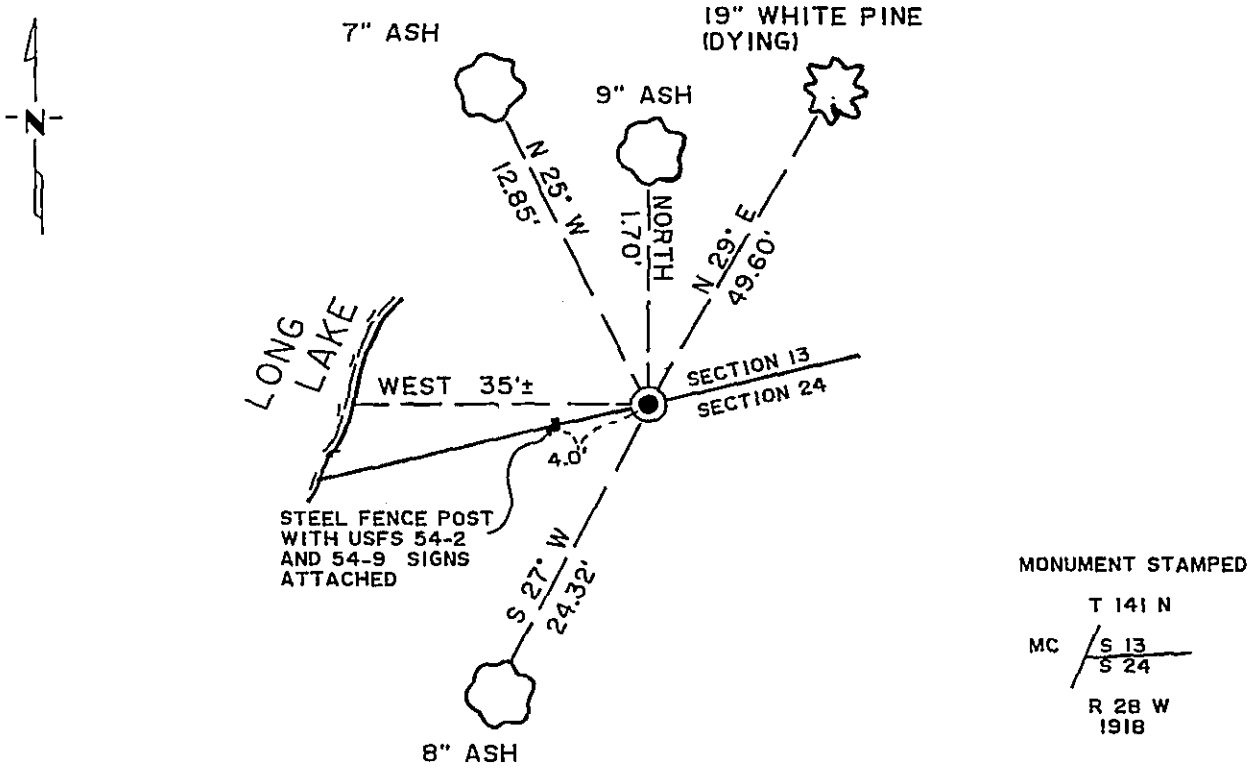 19" WHITE PINE
(DYING)
7" ASH
9" ASH
-N-
N 25° W
12.85'
NORTH
1.70'
N 29° E
49.60'
LONG
LAKE
WEST 35'±
SECTION 13
SECTION 24
4.0'
STEEL FENCE POST
WITH USFS 54-2
AND 54-9 SIGNS
ATTACHED
S 27° W
24.32'
8" ASH
MONUMENT STAMPED
T 141 N
MC S 13
S 24
R 28 W
1918